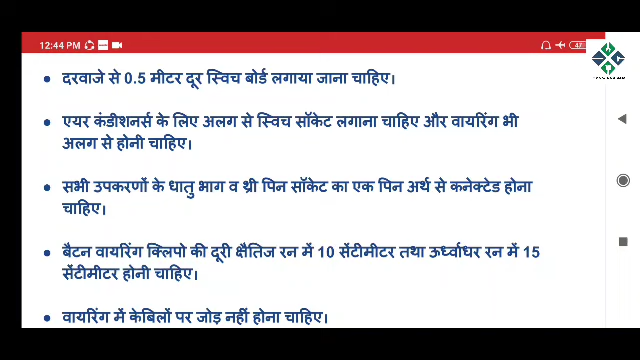 12:44 PM
47
दरवाजे से 0.5 मीटर दूर स्विच बोर्ड लगाया जाना चाहिए।
एयर कंडीशनर्स के लिए अलग से स्विच सॉकेट लगाना चाहिए और वायरिंग भी
अलग से होनी चाहिए।
सभी उपकरणों के धातु भाग व थ्री पिन सॉकेट का एक पिन अर्थ से कनेक्टेड होना
चाहिए।
बैटन वायरिंग क्लिपो की दूरी क्षैतिज रन में 10 सेंटीमीटर तथा ऊर्ध्वाधर रन में 15
सेंटीमीटर होनी चाहिए।
वायरिंग में केबिलों पर जोड़ नहीं होना चाहिए।